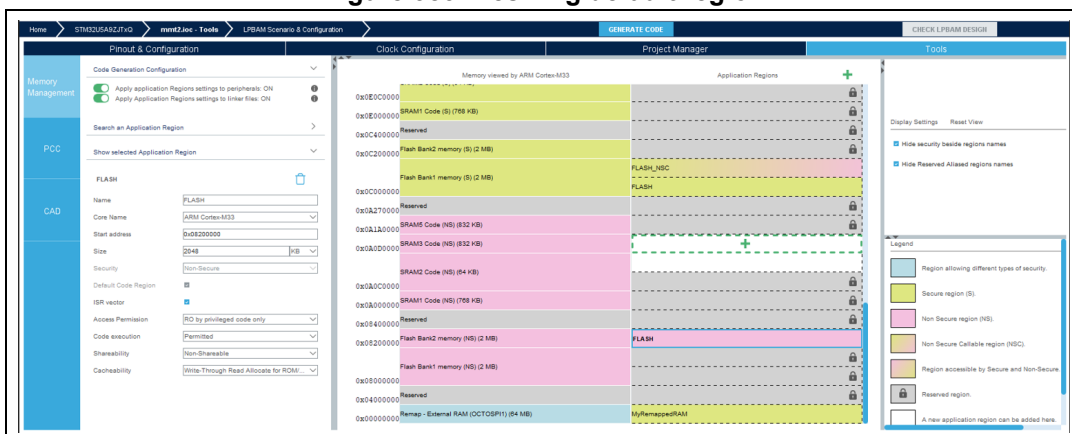 Home
STM32U5A9ZJTxQ
mmt2.ioc - Tools
LPBAM Scenario & Configuration
GENERATE CODE
CHECK LPBAM DESIGN
Pinout & Configuration
Clock Configuration
Project Manager
Tools
Memory Management
PCC
CAD
Code Generation Configuration
Apply application Regions settings to peripherals: ON
Apply Application Regions settings to linker files: ON
Search an Application Region
Show selected Application Region
FLASH
Name FLASH
Core Name ARM Cortex-M33
Start address 0x08200000
Size 2048 KB
Security Non-Secure
Default Code Region
ISR vector
Access Permission RO by privileged code only
Code execution Permitted
Shareability Non-Shareable
Cacheability Write-Through Read Allocate for ROM/...
Memory viewed by ARM Cortex-M33
Application Regions
0x0E0C0000
SRAM1 Code (S) (768 KB)
0x0E000000
Reserved
0x0C400000
Flash Bank2 memory (S) (2 MB)
0x0C200000
Flash Bank1 memory (S) (2 MB)
FLASH_NSC
FLASH
0x0C000000
Reserved
0x0A270000
SRAM5 Code (NS) (832 KB)
0x0A1A0000
SRAM3 Code (NS) (832 KB)
0x0A0D0000
SRAM2 Code (NS) (64 KB)
0x0A0C0000
SRAM1 Code (NS) (768 KB)
0x0A000000
Reserved
0x08400000
Flash Bank2 memory (NS) (2 MB)
FLASH
0x08200000
Flash Bank1 memory (NS) (2 MB)
0x08000000
Reserved
0x04000000
Remap - External RAM (OCTOSPI1) (64 MB)
MyRemappedRAM
0x00000000
Display Settings
Reset View
Hide security beside regions names
Hide Reserved Aliased regions names
Legend
Region allowing different types of security.
Secure region (S).
Non Secure region (NS).
Non Secure Callable region (NSC).
Region accessible by Secure and Non-Secure.
Reserved region.
A new application region can be added here.